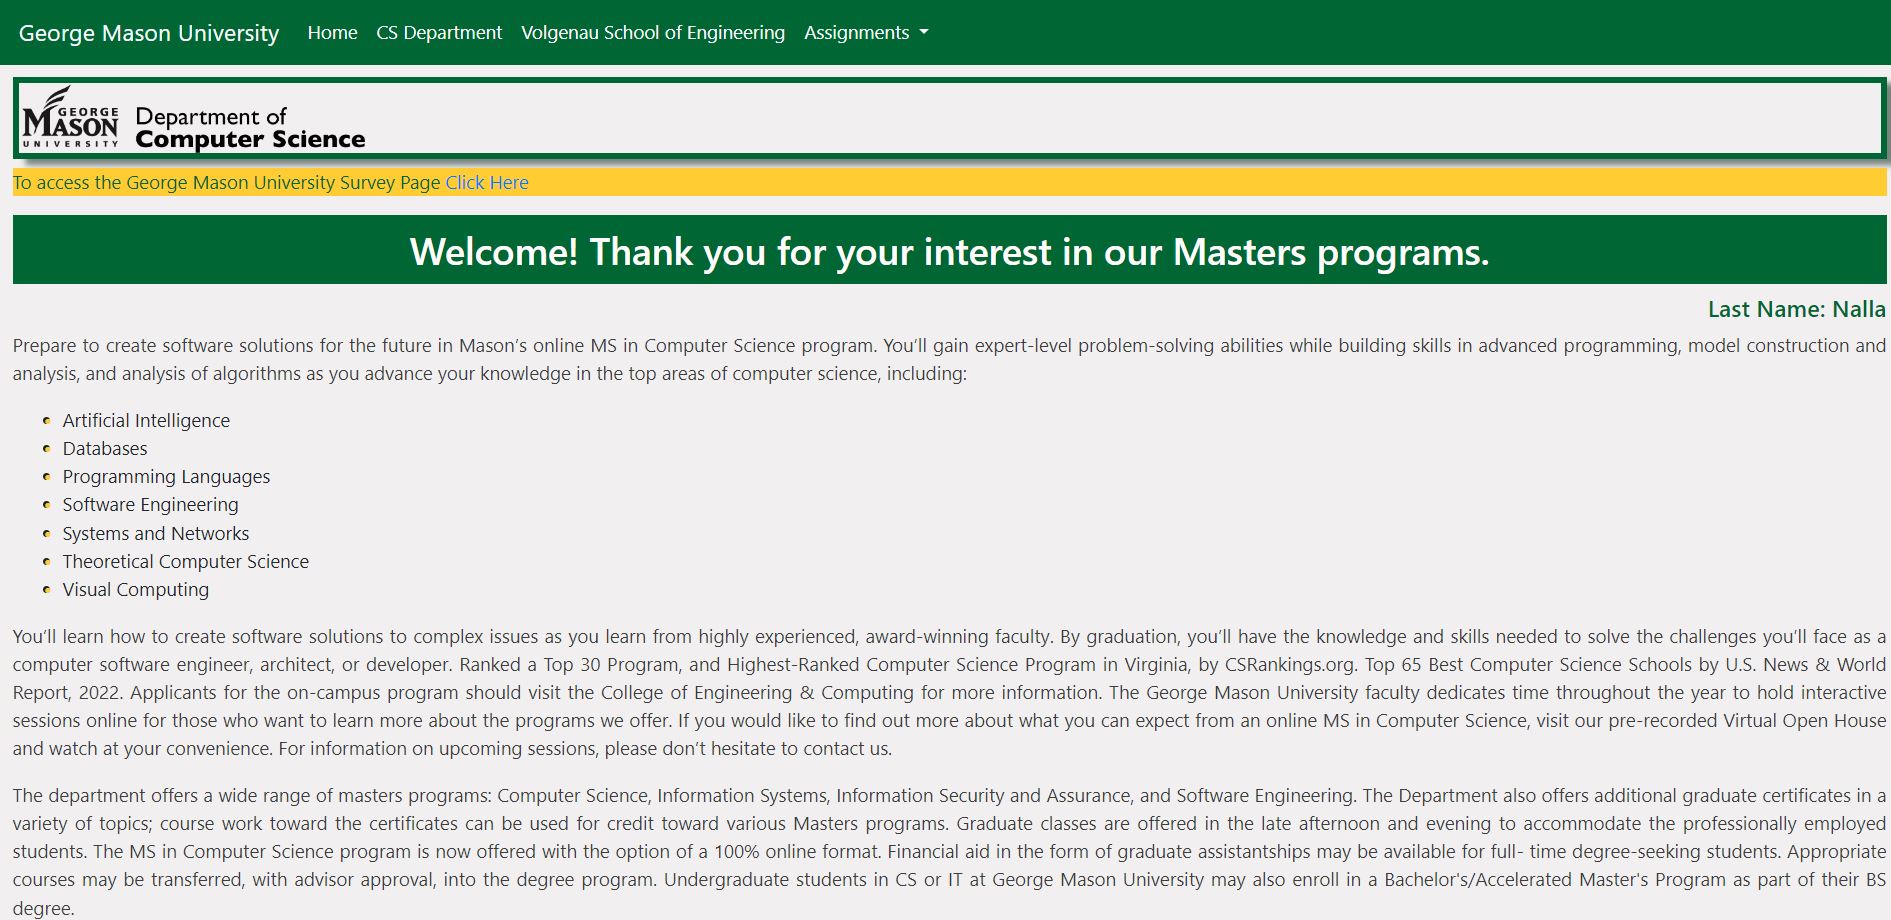 George Mason University Home CS Department Volgenau School of Engineering Assignments
GEORGE
MASON
UNIVERSITY
Department of
Computer Science
To access the George Mason University Survey Page Click Here
Welcome! Thank you for your interest in our Masters programs.
Last Name: Nalla
Prepare to create software solutions for the future in Mason’s online MS in Computer Science program. You’ll gain expert-level problem-solving abilities while building skills in advanced programming, model construction and
analysis, and analysis of algorithms as you advance your knowledge in the top areas of computer science, including:
Artificial Intelligence
Databases
Programming Languages
Software Engineering
Systems and Networks
Theoretical Computer Science
Visual Computing
You’ll learn how to create software solutions to complex issues as you learn from highly experienced, award-winning faculty. By graduation, you’ll have the knowledge and skills needed to solve the challenges you’ll face as a
computer software engineer, architect, or developer. Ranked a Top 30 Program, and Highest-Ranked Computer Science Program in Virginia, by CSRankings.org. Top 65 Best Computer Science Schools by U.S. News & World
Report, 2022. Applicants for the on-campus program should visit the College of Engineering & Computing for more information. The George Mason University faculty dedicates time throughout the year to hold interactive
sessions online for those who want to learn more about the programs we offer. If you would like to find out more about what you can expect from an online MS in Computer Science, visit our pre-recorded Virtual Open House
and watch at your convenience. For information on upcoming sessions, please don’t hesitate to contact us.
The department offers a wide range of masters programs: Computer Science, Information Systems, Information Security and Assurance, and Software Engineering. The Department also offers additional graduate certificates in a
variety of topics; course work toward the certificates can be used for credit toward various Masters programs. Graduate classes are offered in the late afternoon and evening to accommodate the professionally employed
students. The MS in Computer Science program is now offered with the option of a 100% online format. Financial aid in the form of graduate assistantships may be available for full- time degree-seeking students. Appropriate
courses may be transferred, with advisor approval, into the degree program. Undergraduate students in CS or IT at George Mason University may also enroll in a Bachelor's/Accelerated Master's Program as part of their BS
degree.